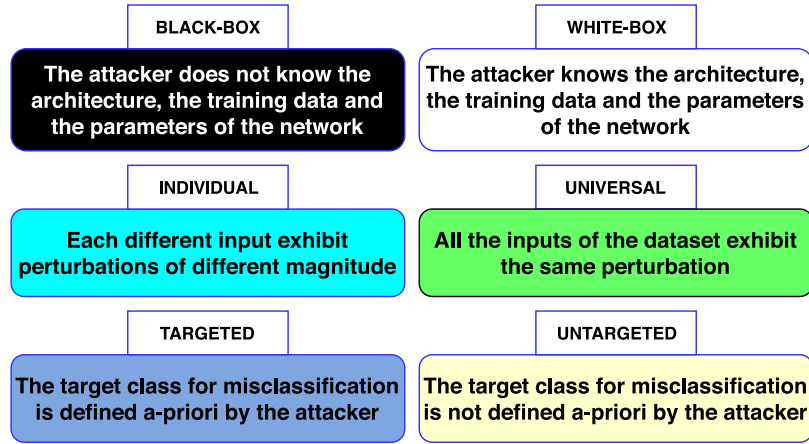 BLACK-BOX
The attacker does not know the
architecture, the training data and
the parameters of the network
WHITE-BOX
The attacker knows the architecture,
the training data and the parameters
of the network
INDIVIDUAL
Each different input exhibit
perturbations of different magnitude
UNIVERSAL
All the inputs of the dataset exhibit
the same perturbation
TARGETED
The target class for misclassification
is defined a-priori by the attacker
UNTARGETED
The target class for misclassification
is not defined a-priori by the attacker